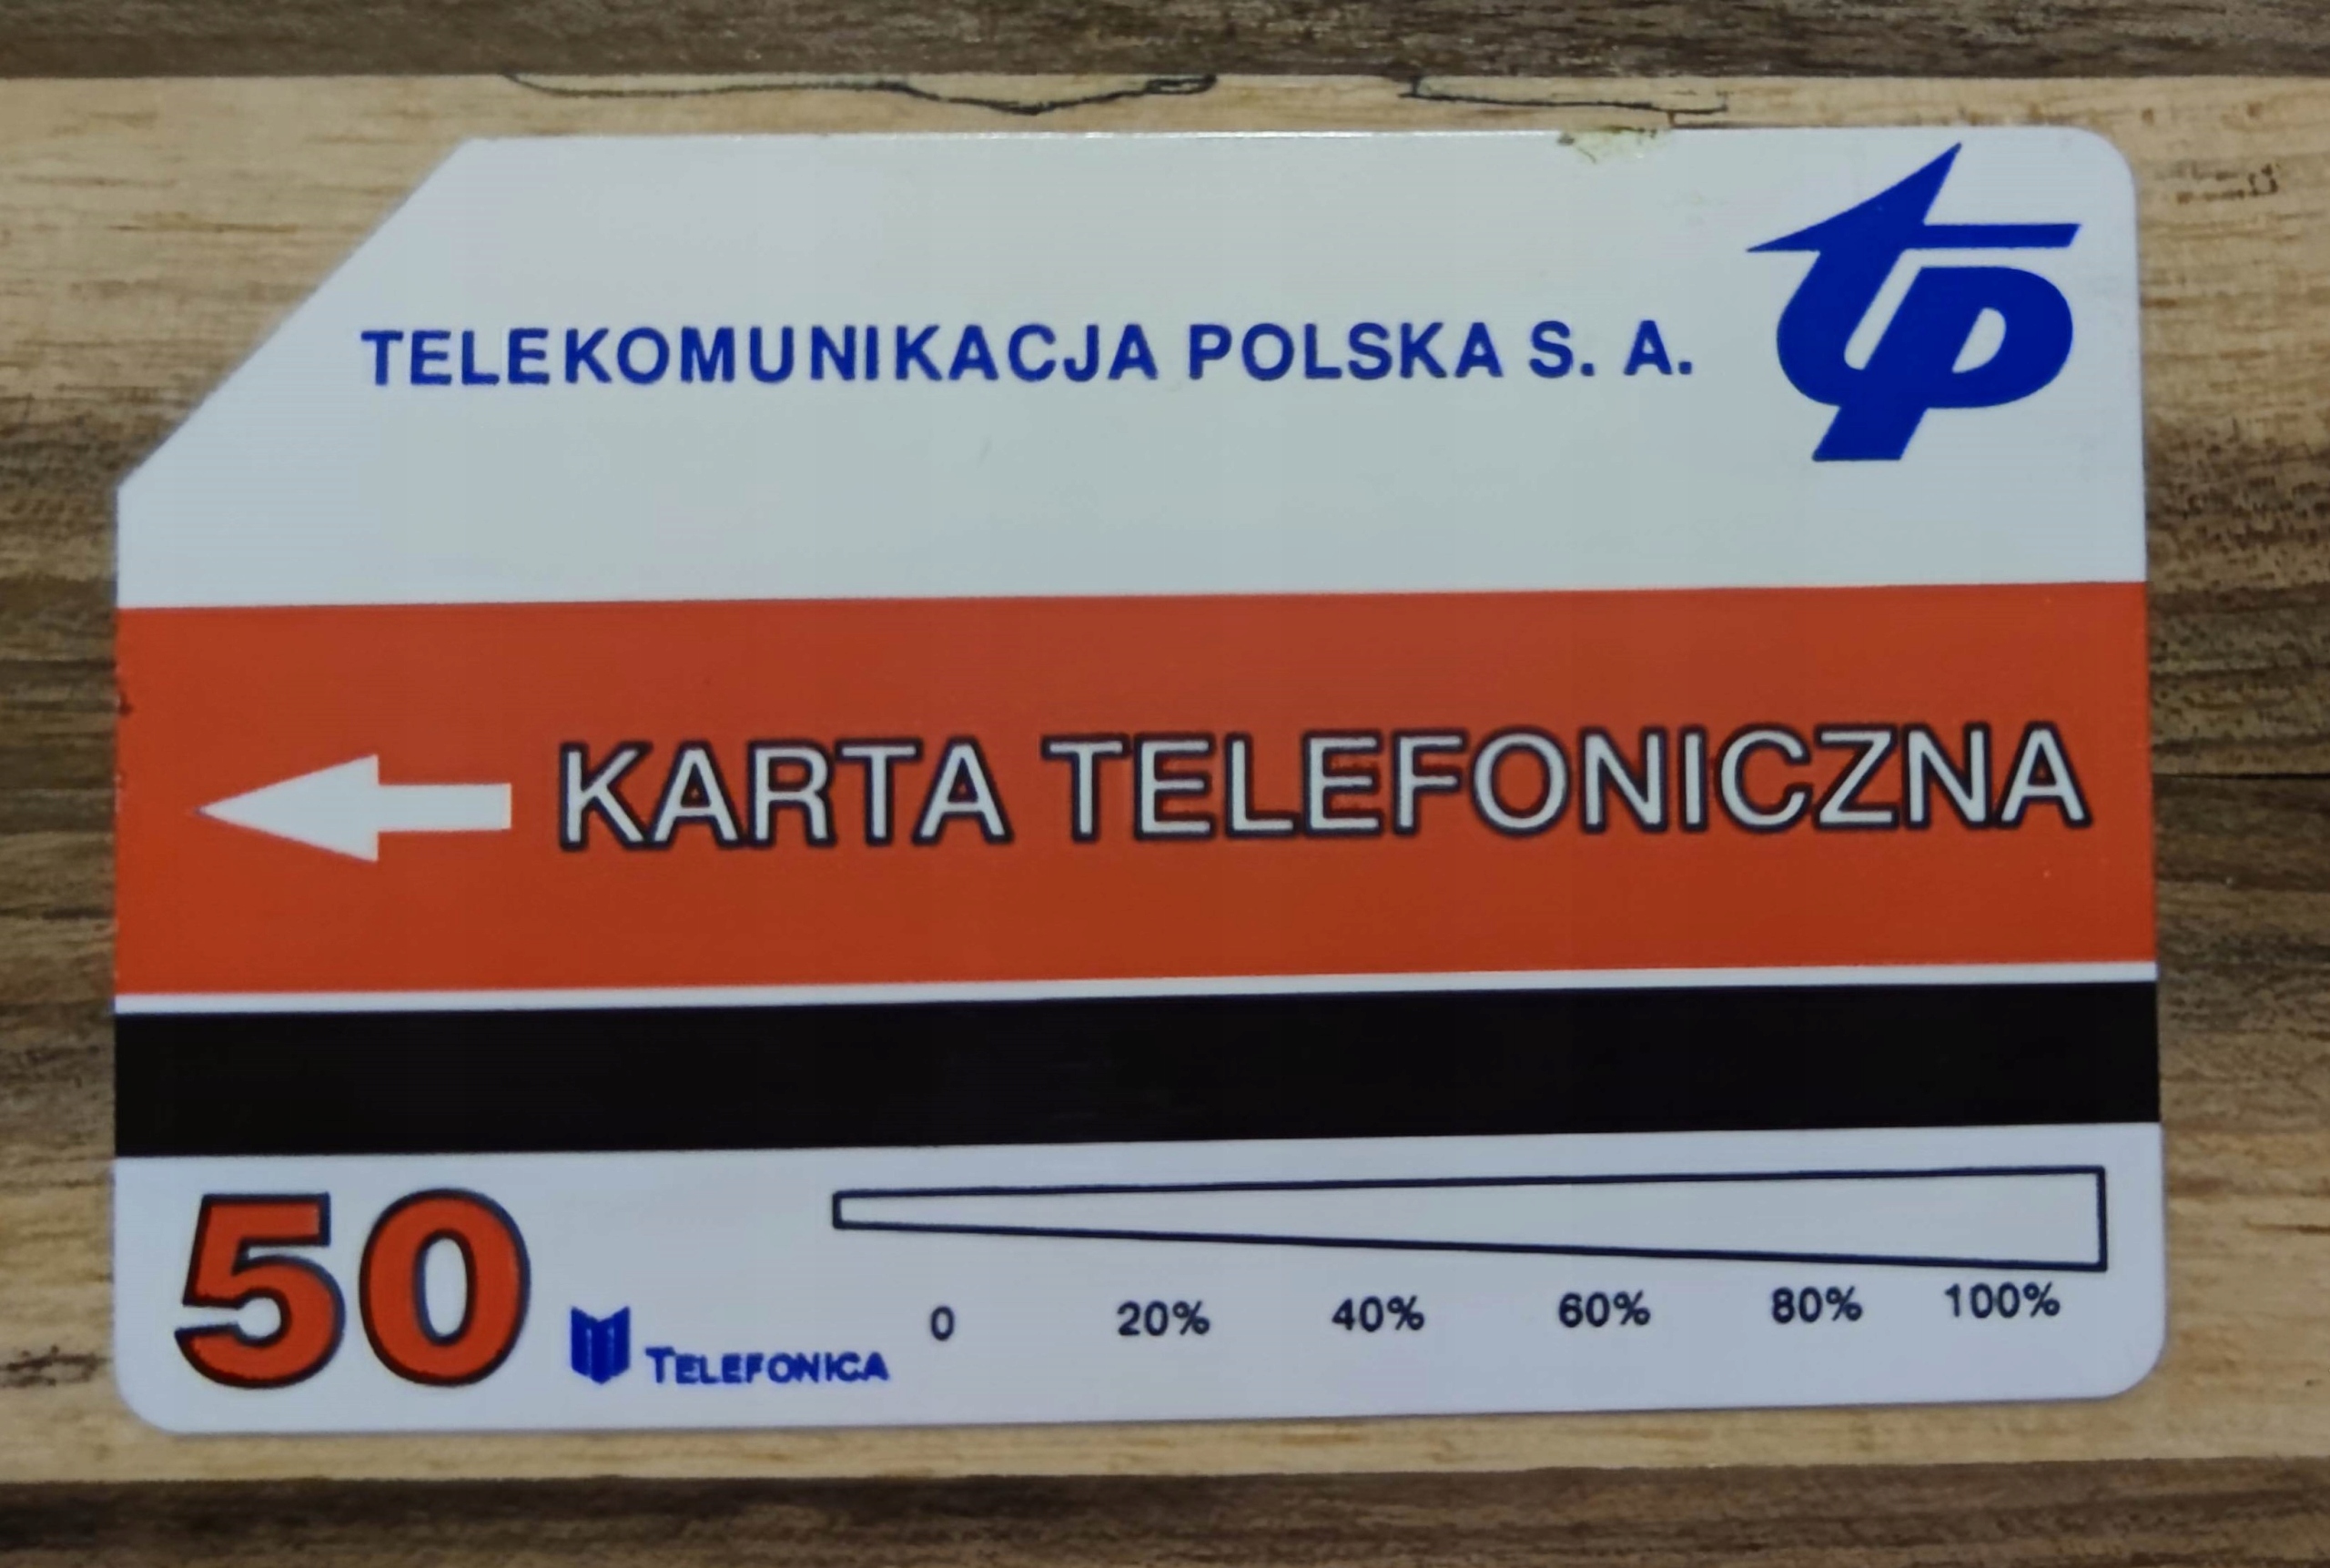 tp
TELEKOMUNIKACJA POLSKA S. A.
KARTA TELEFONICZNA
50
TELEFONICA
0 20% 40% 60% 80% 100%